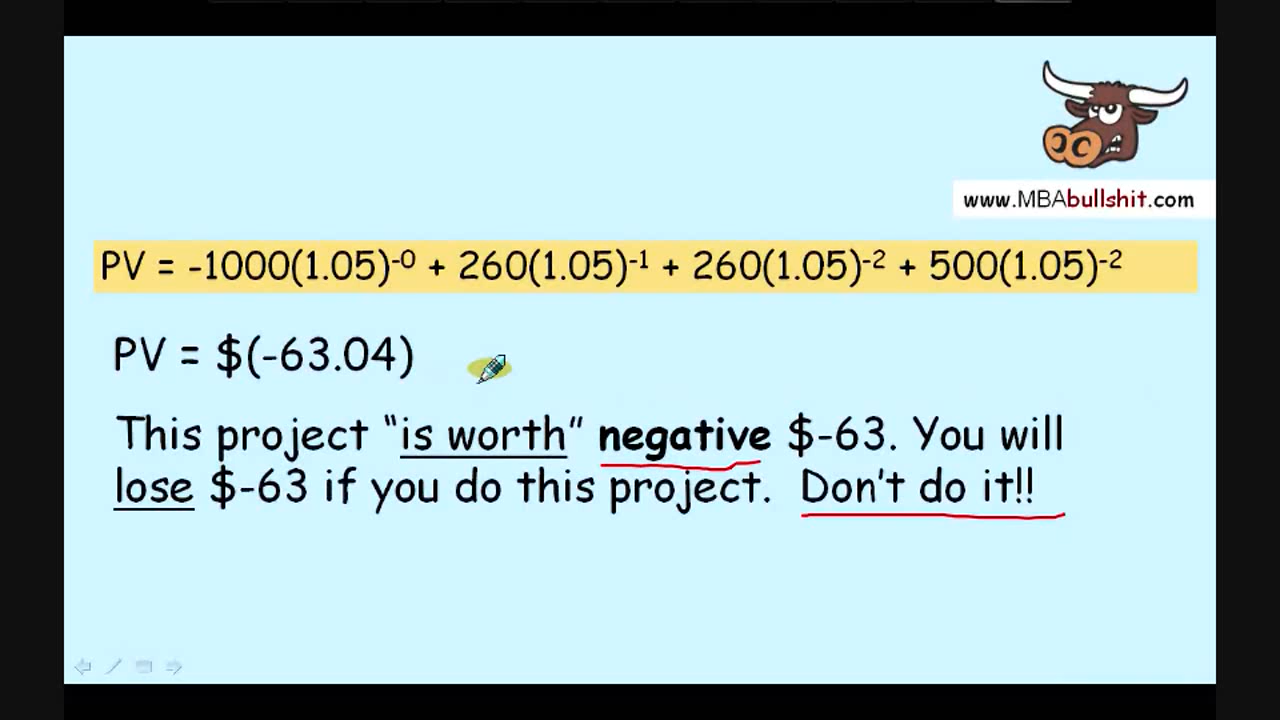 www.MBAbullshit.com
PV = -1000(1.05)⁻⁰ + 260(1.05)⁻¹ + 260(1.05)⁻² + 500(1.05)⁻²
PV = $(-63.04)
This project “is worth” negative $-63. You will
lose $-63 if you do this project. Don’t do it!!